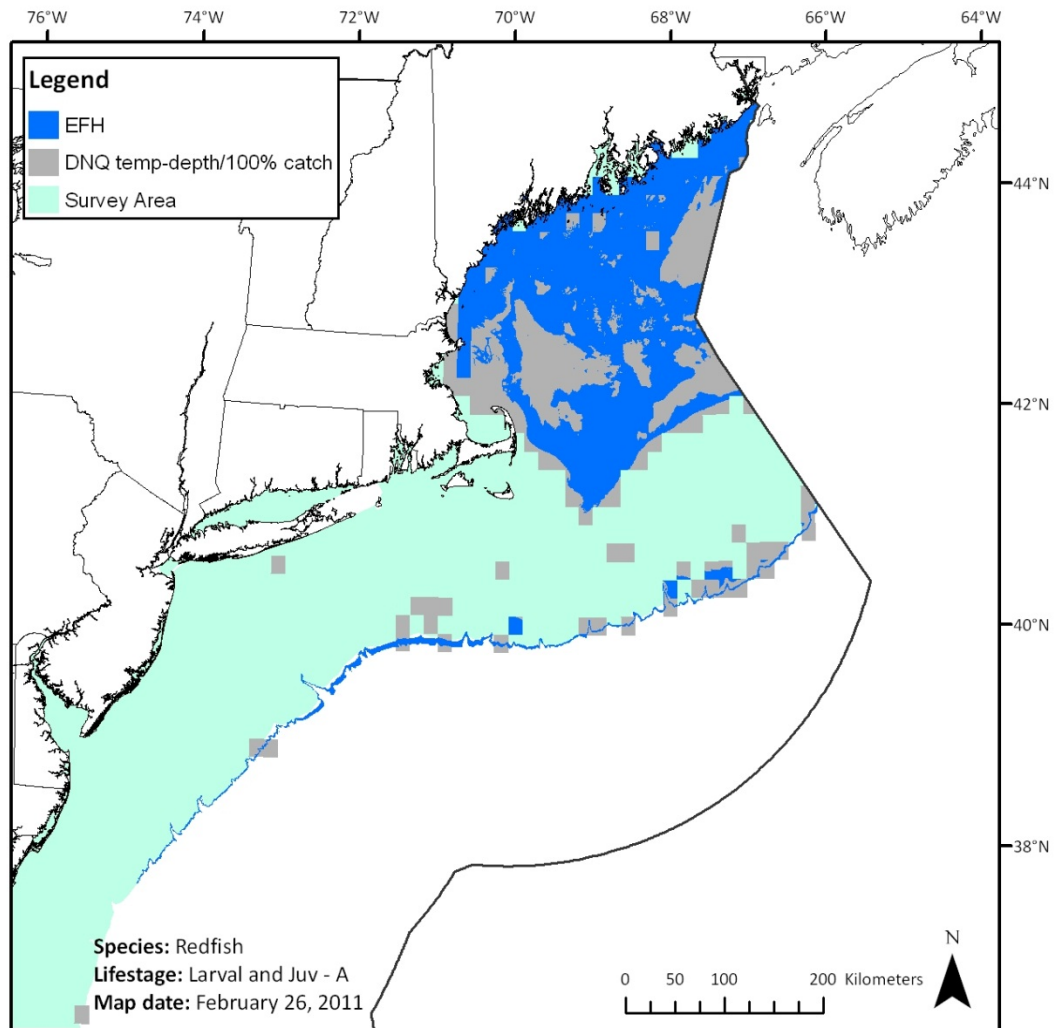 76°W 74°W 72°W 70°W 68°W 66°W 64°W
Legend
EFH
DNQ temp-depth/100% catch
Survey Area
44°N
42°N
40°N
38°N
Species: Redfish
Lifestage: Larval and Juv - A
Map date: February 26, 2011
N
0 50 100 200 Kilometers